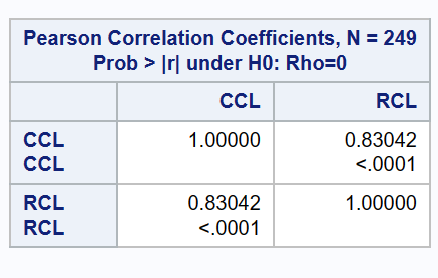 Pearson Correlation Coefficients, N = 249
Prob > |r| under H0: Rho=0
CCL RCL
CCL 1.00000 0.83042
CCL <.0001
RCL 0.83042 1.00000
RCL <.0001